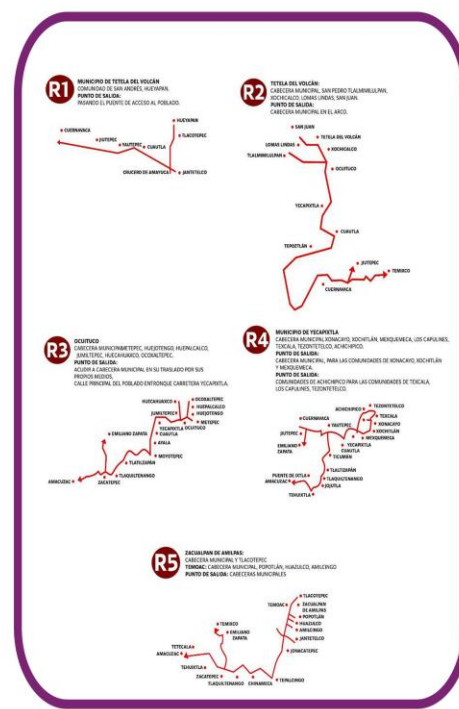 R1
MUNICIPIO DE TETELA DEL VOLCÁN
COMUNIDAD DE SAN ANDRÉS, HUEYAPAN.
PUNTO DE SALIDA:
PASANDO EL PUENTE DE ACCESO AL POBLADO.
HUEYAPAN
TLACOTEPEC
CUERNAVACA
JIUTEPEC
YAUTEPEC
CUAUTLA
CRUCERO DE AMAYUCA
JANTETELCO
R2
TETELA DEL VOLCÁN:
CABECERA MUNICIPAL, SAN PEDRO TLALMIMILULPAN,
XOCHICALCO, LOMAS LINDAS, SAN JUAN.
PUNTO DE SALIDA:
CABECERA MUNICIPAL EN EL ARCO.
SAN JUAN
TETELA DEL VOLCÁN
LOMAS LINDAS
XOCHICALCO
TLALMIMILULPAN
OCUITUCO
YECAPIXTLA
CUAUTLA
TEPOZTLÁN
JIUTEPEC
TEMIXCO
CUERNAVACA
R3
OCUITUCO
CABECERA MUNICIPAMETEPEC, HUEJOTENGO, HUEPALCALCO,
JUMILTEPEC, HUECAHUAXCO, OCOXALTEPEC.
PUNTO DE SALIDA:
ACUDIR A CABECERA MUNICIPAL EN SU TRASLADO POR SUS
PROPIOS MEDIOS,
CALLE PRINCIPAL DEL POBLADO ENTRONQUE CARRETERA YECAPIXTLA.
HUECAHUAXCO
OCOXALTEPEC
HUEPALCALCO
JUMILTEPEC
HUEJOTENGO
METEPEC
OCUITUCO
YECAPIXTLA
EMILIANO ZAPATA
CUAUTLA
AYALA
MOYOTEPEC
TLATILZAPÁN
TLAQUILTENANGO
AMACUZAC
ZACATEPEC
R4
MUNICIPIO DE YECAPIXTLA
CABECERA MUNICIPAL,XONACAYO, XOCHITLÁN, MEXQUEMECA, LOS CAPULINES,
TEXCALA, TEZONTETELCO, ACHICHIPICO.
PUNTO DE SALIDA:
CABECERA MUNICIPAL, PARA LAS COMUNIDADES DE XONACAYO, XOCHITLÁN
Y MEXQUEMECA.
PUNTO DE SALIDA:
COMUNIDADES DE ACHICHIPICO PARA LAS COMUNIDADES DE TEXCALA,
LOS CAPULINES, TEZONTETELCO.
TEZONTETELCO
ACHICHIPICO
TEXCALA
CUERNAVACA
XONACAYO
YAUTEPEC
XOCHITLÁN
JIUTEPEC
MEXQUEMECA
EMILIANO
ZAPATA
YECAPIXTLA
CUAUTLA
TICUMÁN
TLALTIZAPÁN
PUENTE DE IXTLA
TLAQUILTENANGO
AMACUZAC
JOJUTLA
TEHUIXTLA
R5
ZACUALPAN DE AMILPAS:
CABECERA MUNICIPAL Y TLACOTEPEC
TEMOAC: CABECERA MUNICIPAL, POPOTLÁN, HUAZULCO, AMILCINGO
PUNTO DE SALIDA: CABECERAS MUNICIPALES
TLACOTEPEC
TEMOAC
ZACUALPAN
DE AMILPAS
POPOTLÁN
HUAZULCO
AMILCINGO
TEMIXCO
EMILIANO
ZAPATA
JANTETELCO
TETECALA
JONACATEPEC
AMACUZAC
TEHUIXTLA
ZACATEPEC
TEPALCINGO
TLAQUILTENANGO
CHINAMECA